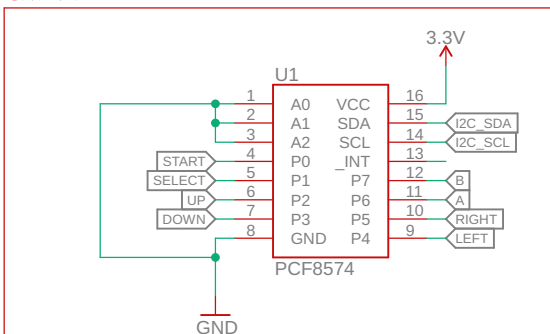 3.3V
U1
1 A0 VCC 16
2 A1 SDA 15 I2C_SDA
3 A2 SCL 14 I2C_SCL
START 4 P0 _INT 13
SELECT 5 P1 P7 12 B
UP 6 P2 P6 11 A
DOWN 7 P3 P5 10 RIGHT
8 GND P4 9 LEFT
PCF8574
GND